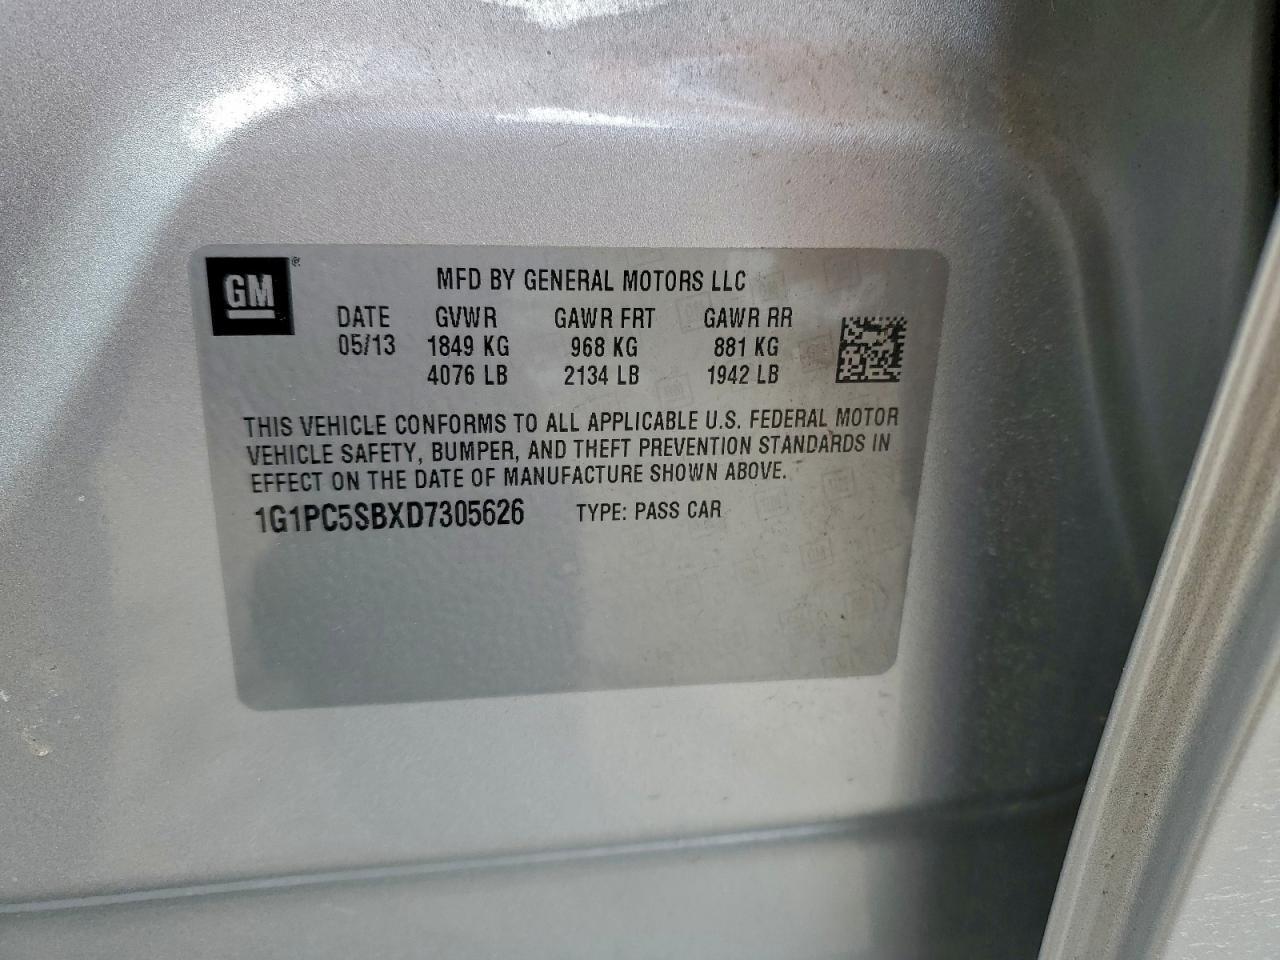 GM ®
MFD BY GENERAL MOTORS LLC
DATE GVWR GAWR FRT GAWR RR
05/13 1849 KG 968 KG 881 KG
4076 LB 2134 LB 1942 LB
THIS VEHICLE CONFORMS TO ALL APPLICABLE U.S. FEDERAL MOTOR
VEHICLE SAFETY, BUMPER, AND THEFT PREVENTION STANDARDS IN
EFFECT ON THE DATE OF MANUFACTURE SHOWN ABOVE.
1G1PC5SBXD7305626 TYPE: PASS CAR